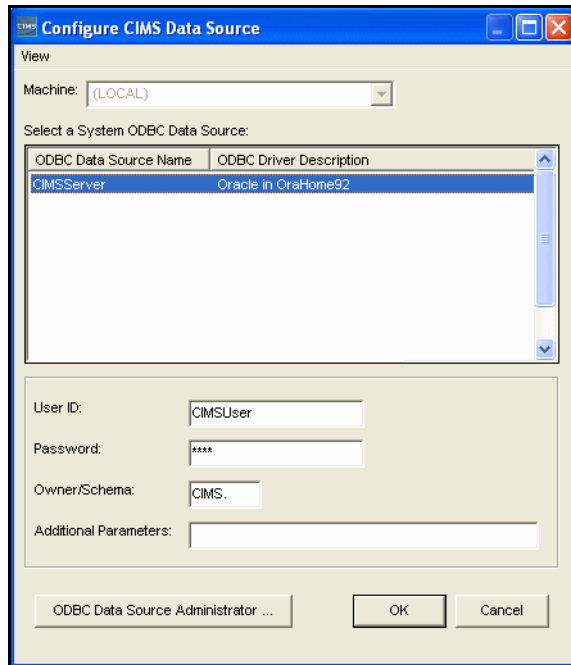 CIMS Configure CIMS Data Source
View
Machine: (LOCAL)
Select a System ODBC Data Source:
ODBC Data Source Name ODBC Driver Description
CIMSServer Oracle in OraHome92
User ID: CIMSUser
Password: ****
Owner/Schema: CIMS.
Additional Parameters:
ODBC Data Source Administrator ... OK Cancel